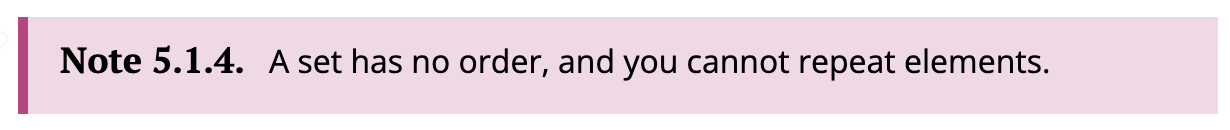 Note 5.1.4. A set has no order, and you cannot repeat elements.